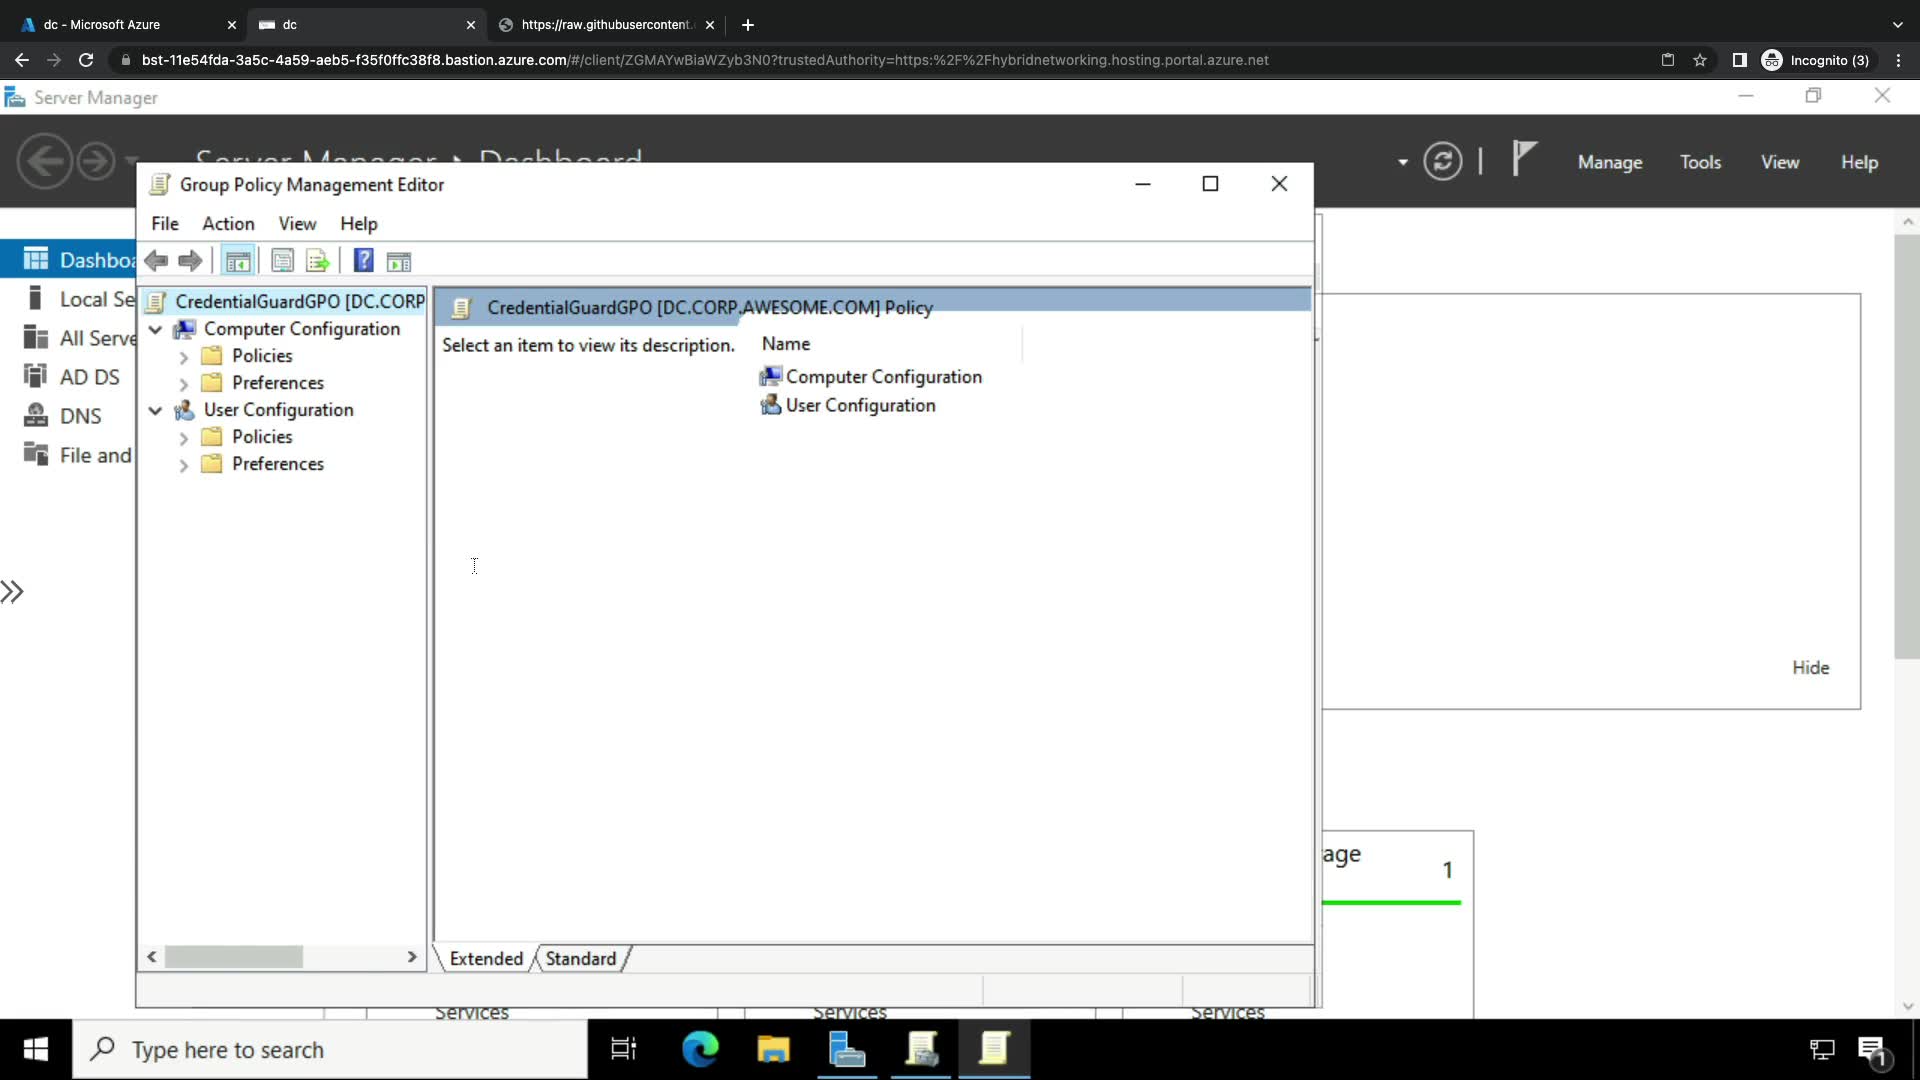 dc - Microsoft Azure
dc
https://raw.githubusercontent.
bst-11e54fda-3a5c-4a59-aeb5-f35f0ffc38f8.bastion.azure.com/#/client/ZGMAYwBiaWZyb3N0?trustedAuthority=https:%2F%2Fhybridnetworking.hosting.portal.azure.net
Incognito (3)
Server Manager
Server Manager
Dashboard
Manage
Tools
View
Help
Group Policy Management Editor
File
Action
View
Help
Dashboa
Local Se
All Serve
AD DS
DNS
File and
CredentialGuardGPO [DC.CORP
Computer Configuration
Policies
Preferences
User Configuration
Policies
Preferences
CredentialGuardGPO [DC.CORP.AWESOME.COM] Policy
Select an item to view its description.
Name
Computer Configuration
User Configuration
Hide
age
1
Extended
Standard
Services
Services
Services
Type here to search
1